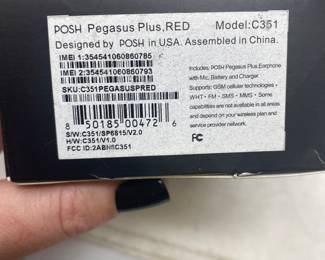 POSH Pegasus Plus,RED Model:C351
Designed by POSH in USA. Assembled in China.
IMEI 1:354541060860785
IMEI 2:354541060860793
SKU:C351PEGASUSPRED
8 50185 00472 6
S/W:C351/SP6815/V2.0
H/W:C351/V1.0
FCC ID:2ABN6C351
Includes: POSH Pegasus Plus,Earphone
with Mic, Battery and Charger
Supports: GSM cellular technologies •
WHT • FM • SMS • MMS • Some
capabilities are not available in all
areas and depend on your wireless plan and
service provider network.
FC